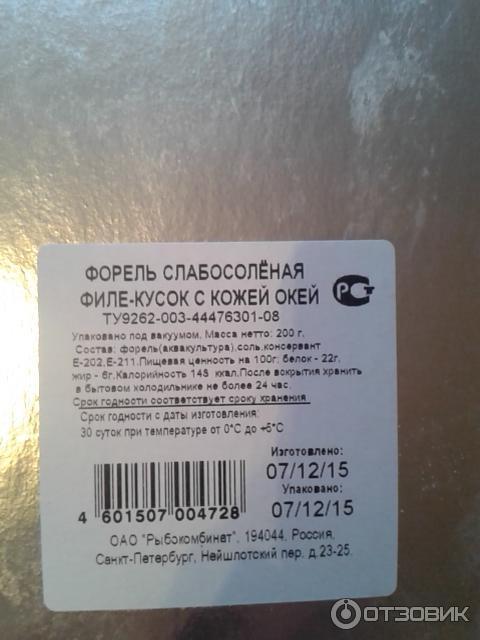 ФОРЕЛЬ СЛАБОСОЛЁНАЯ
ФИЛЕ-КУСОК С КОЖЕЙ ОКЕЙ
ТУ9262-003-44476301-08
Упаковано под вакуумом. Масса нетто: 200 г.
Состав: форель(аквакультура),соль,консервант
Е-202,Е-211.Пищевая ценность на 100г: белок - 22г,
жир - 6г,Калорийность 148 ккал.После вскрытия хранить
в бытовом холодильнике не более 24 час.
Срок годности соответствует сроку хранения.
Срок годности с даты изготовления:
30 суток при температуре от 0°С до +5°С
Изготовлено:
07/12/15
Упаковано:
07/12/15
4 601507 004728
ОАО "Рыбокомбинат", 194044, Россия,
Санкт-Петербург, Нейшлотский пер. д.23-25.
РСТ
ОТЗОВИК